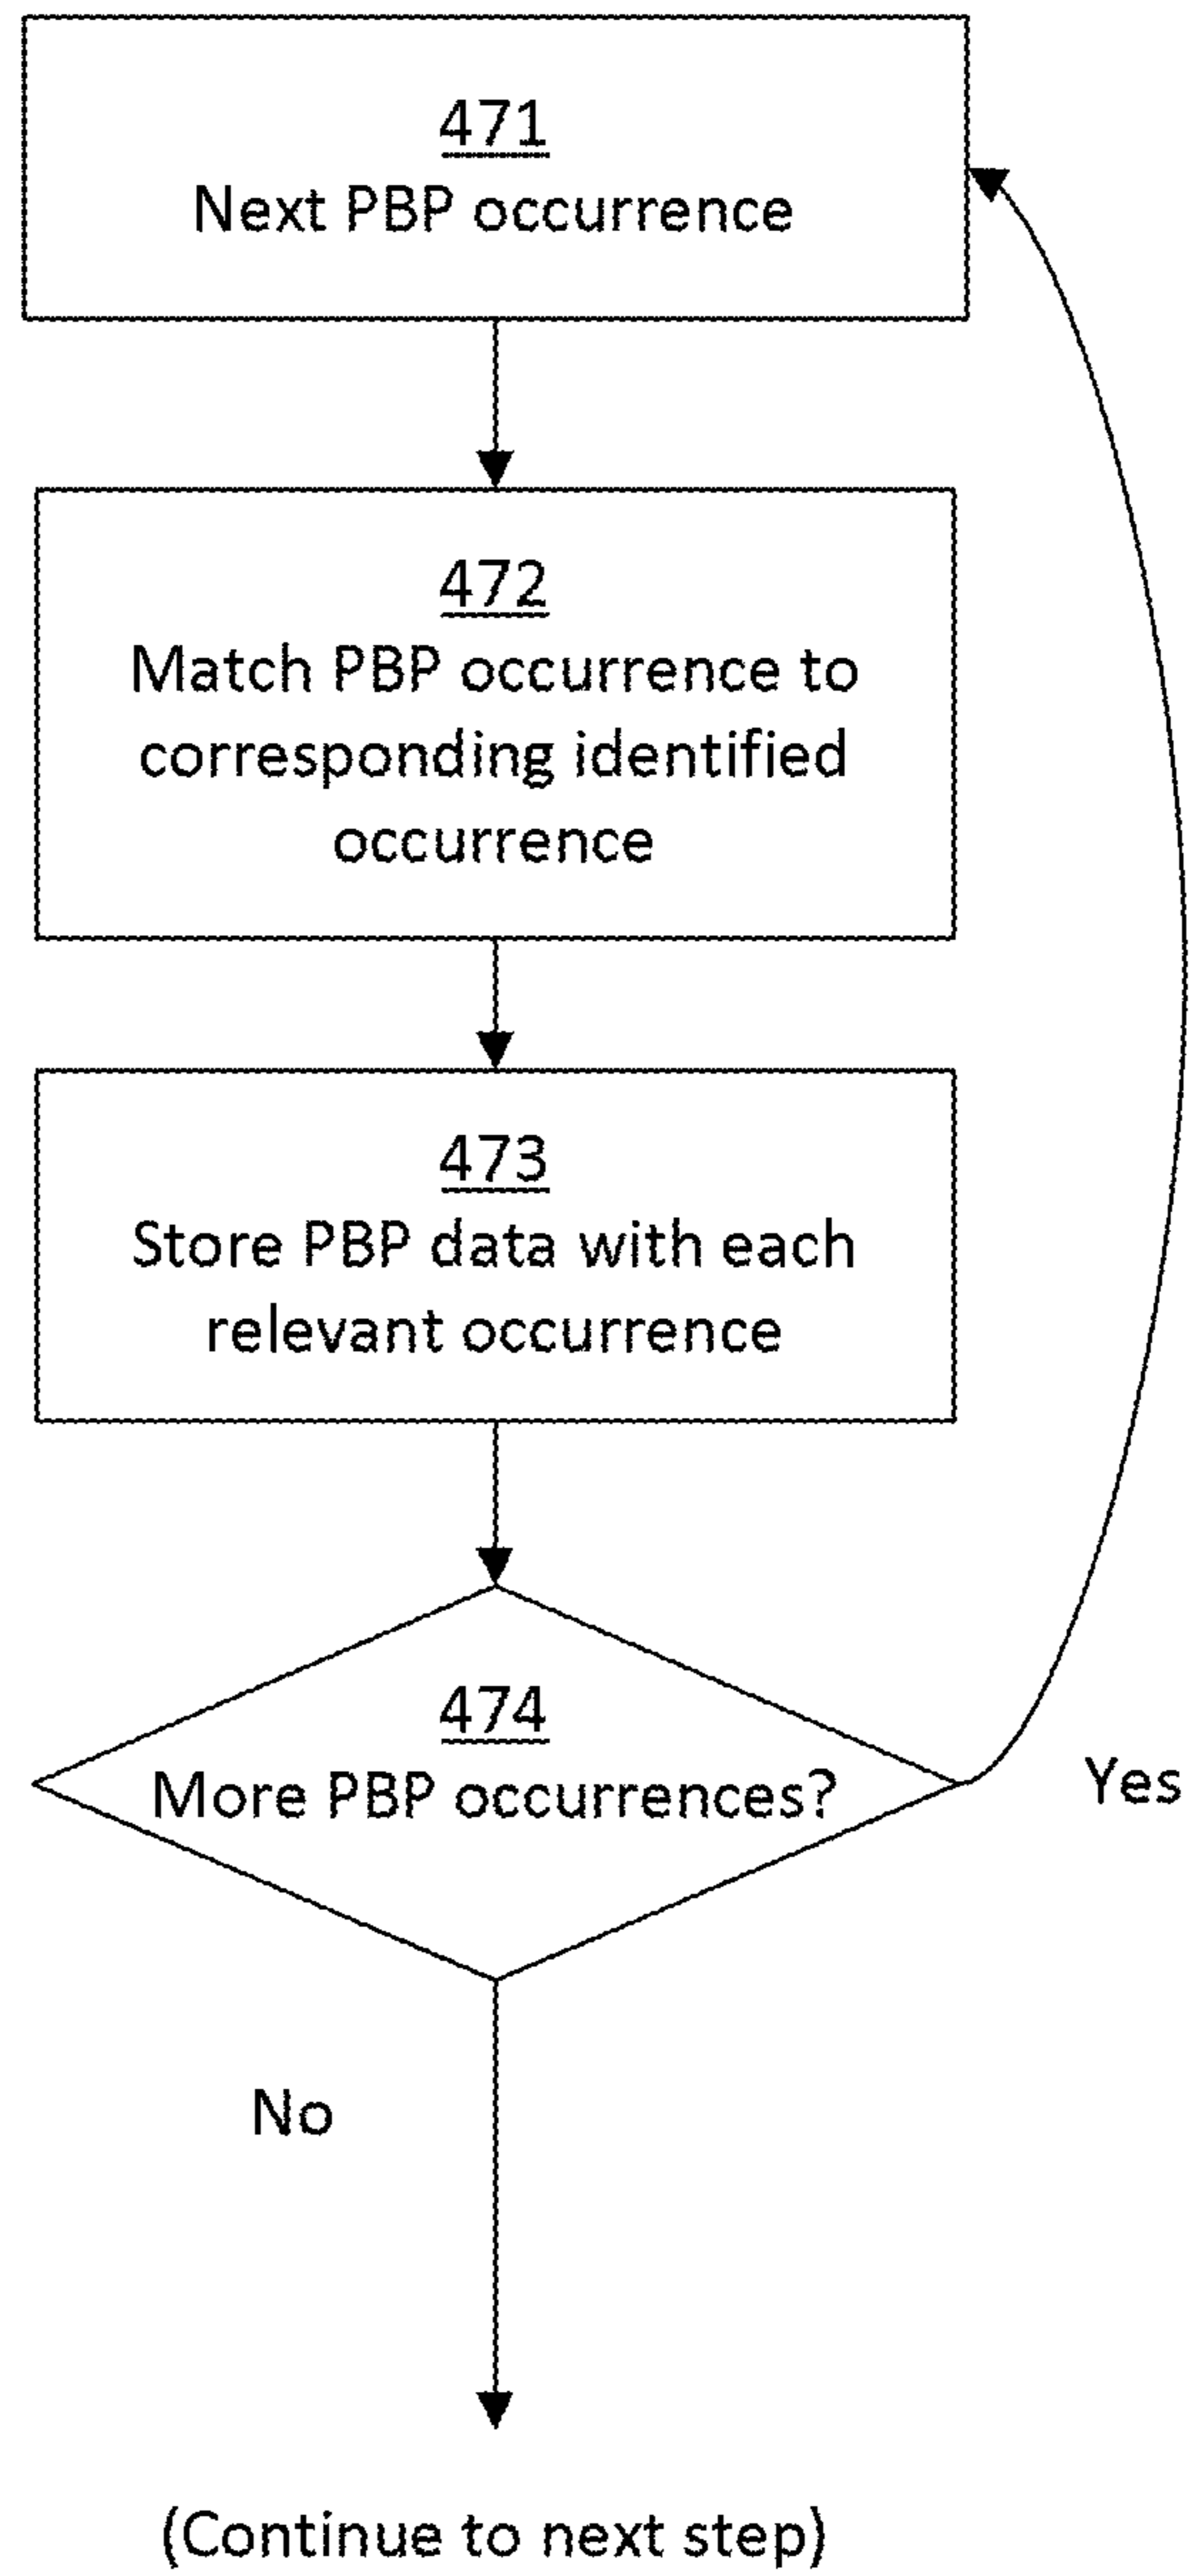 471
Next PBP occurrence
472
Match PBP occurrence to
corresponding identified
occurrence
473
Store PBP data with each
relevant occurrence
474
More PBP occurrences?
Yes
No
(Continue to next step)